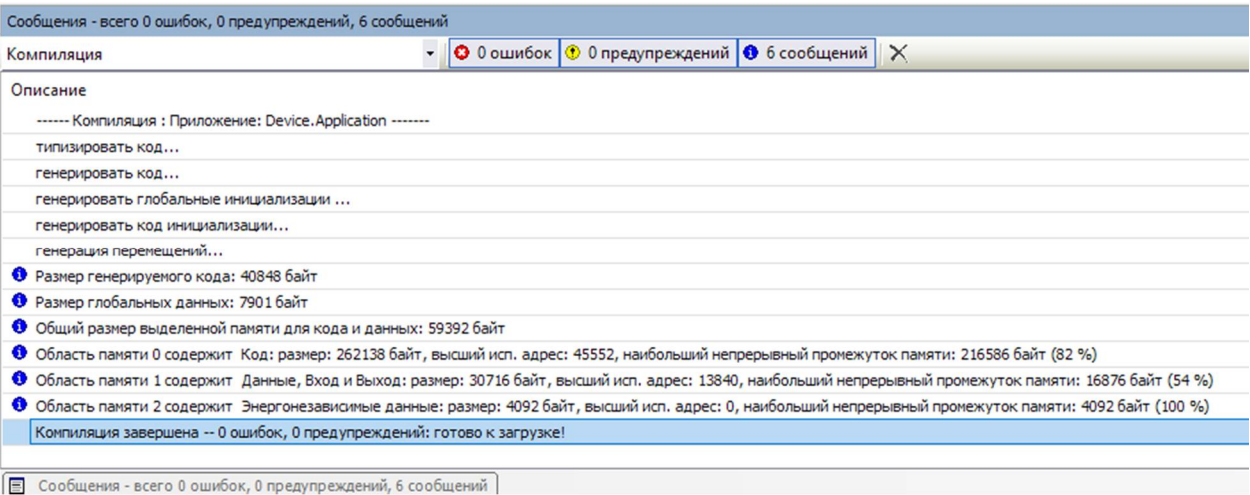 Сообщения - всего 0 ошибок, 0 предупреждений, 6 сообщений
Компиляция 0 ошибок 0 предупреждений 6 сообщений
Описание
------ Компиляция : Приложение: Device.Application -------
типизировать код...
генерировать код...
генерировать глобальные инициализации ...
генерировать код инициализации...
генерация перемещений...
Размер генерируемого кода: 40848 байт
Размер глобальных данных: 7901 байт
Общий размер выделенной памяти для кода и данных: 59392 байт
Область памяти 0 содержит Код: размер: 262138 байт, высший исп. адрес: 45552, наибольший непрерывный промежуток памяти: 216586 байт (82 %)
Область памяти 1 содержит Данные, Вход и Выход: размер: 30716 байт, высший исп. адрес: 13840, наибольший непрерывный промежуток памяти: 16876 байт (54 %)
Область памяти 2 содержит Энергонезависимые данные: размер: 4092 байт, высший исп. адрес: 0, наибольший непрерывный промежуток памяти: 4092 байт (100 %)
Компиляция завершена -- 0 ошибок, 0 предупреждений: готово к загрузке!
Сообщения - всего 0 ошибок, 0 предупреждений, 6 сообщений